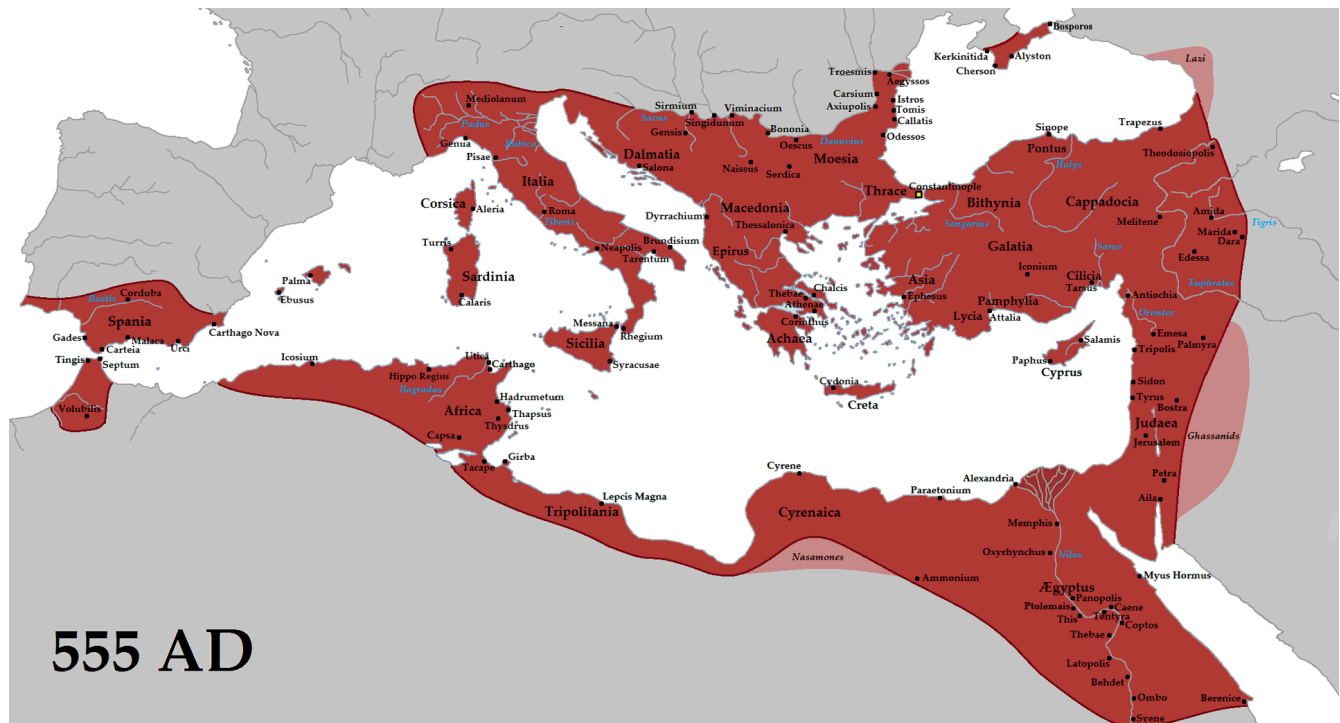 Bosporos
Kerkinitida
Alyston
Cherson
Lazi
Troesmis
Aegyssos
Carsium
Istros
Axiupolis
Tomis
Callatis
Odessos
Mediolanum
Padus
Genua
Rubico
Pisae
Sirmium
Viminacium
Savus
Singidunum
Gensis
Bononia
Oescus
Danuvius
Dalmatia
Moesia
Salona
Naissus
Serdica
Sinope
Trapezus
Pontus
Halys
Theodosiopolis
Italia
Corsica
Aleria
Roma
Tiberis
Thrace
Constantinople
Bithynia
Cappadocia
Macedonia
Dyrrachium
Thessalonica
Sangarius
Melitene
Amida
Tigris
Marida
Dara
Turris
Sardinia
Neapolis
Brundisium
Tarentum
Epirus
Galatia
Sarus
Edessa
Palma
Ebusus
Calaris
Asia
Iconium
Cilicia
Tarsus
Euphrates
Corduba
Baetis
Spania
Carthago Nova
Gades
Malaca
Urci
Carteia
Tingis
Septum
Volubilis
Messana
Rhegium
Sicilia
Syracusae
Thebae
Chalcis
Athenae
Corinthus
Achaea
Ephesus
Pamphylia
Lycia
Attalia
Antiochia
Orontes
Emesa
Palmyra
Salamis
Paphus
Cyprus
Tripolis
Icosium
Utica
Carthago
Hippo Regius
Bagradas
Africa
Hadrumetum
Thapsus
Thysdrus
Capsa
Tacape
Girba
Cydonia
Creta
Sidon
Tyrus
Bostra
Judaea
Jerusalem
Ghassanids
Petra
Aila
Lepcis Magna
Tripolitania
Cyrene
Cyrenaica
Paraetonium
Alexandria
Memphis
Nasamones
Ammonium
Oxyrhynchus
Nilus
Myus Hormus
Ægyptus
Panopolis
Ptolemais
Caene
This
Tentyra
Coptos
Thebae
Latopolis
Behdet
Ombo
Berenice
Syene
555 AD